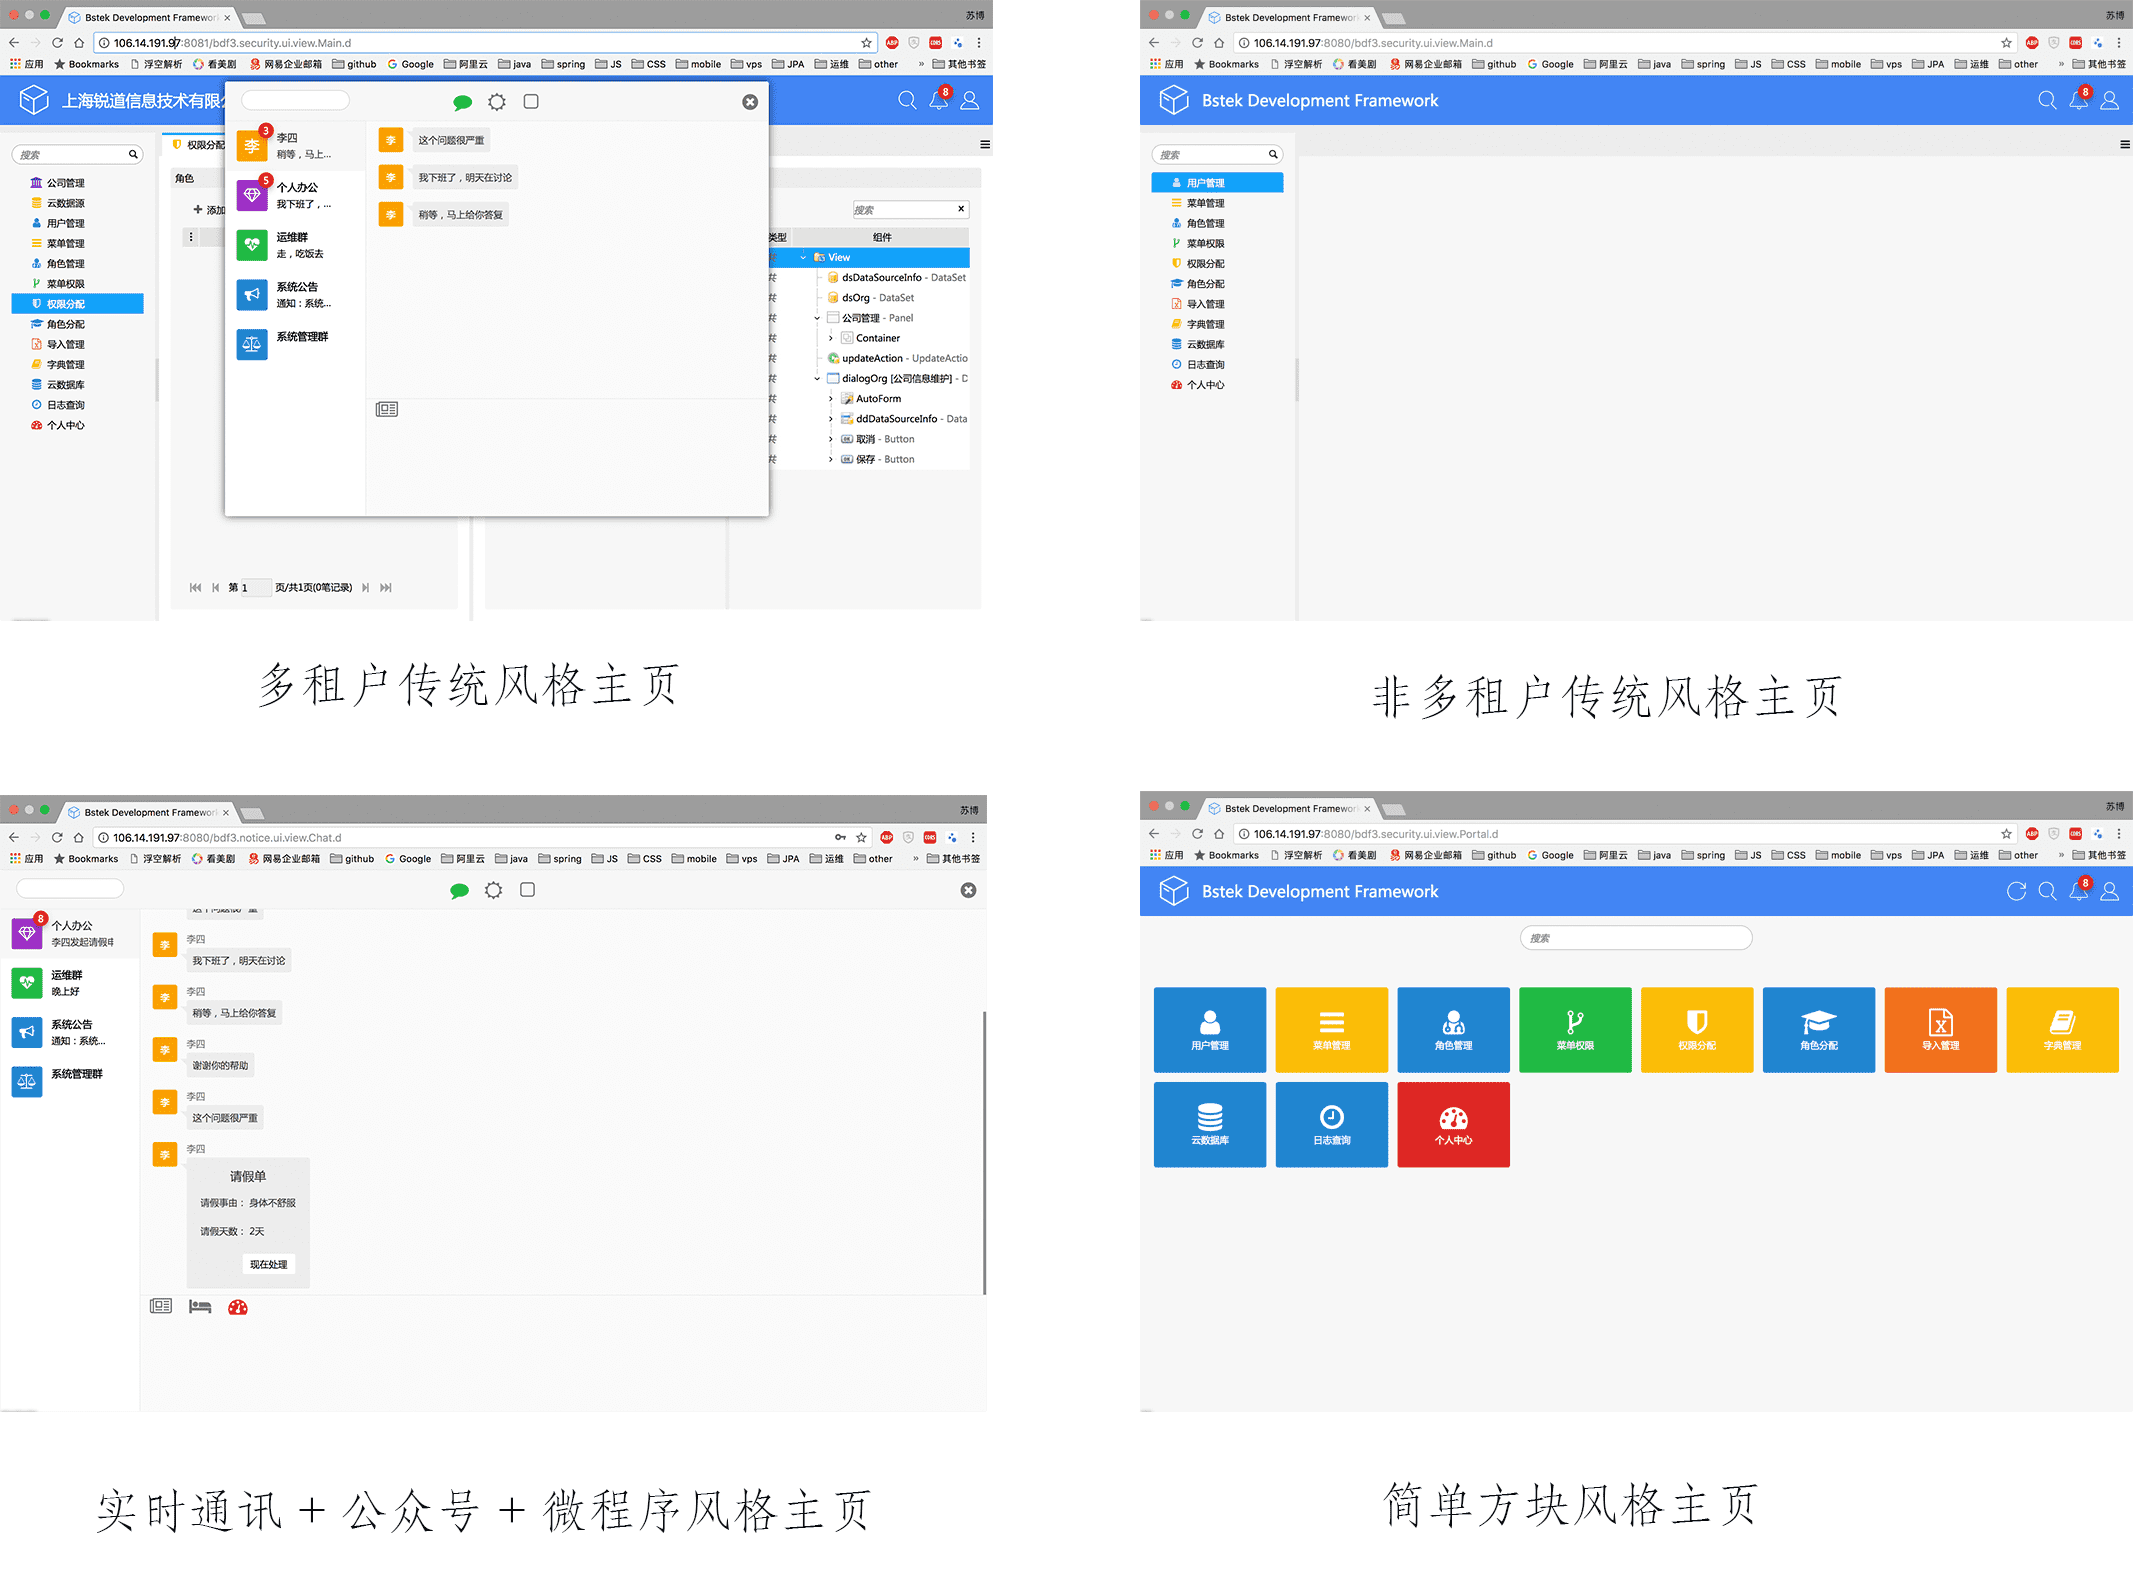 Bstek Development Framework
苏博
106.14.191.97:8081/bdf3.security.ui.view.Main.d
应用 Bookmarks 浮空解析 看美剧 网易企业邮箱 github Google 阿里云 java spring JS CSS mobile vps JPA 运维 other » 其他书签
上海锐道信息技术有限公
8
搜索
公司管理
云数据源
用户管理
菜单管理
角色管理
菜单权限
权限分配
角色分配
导入管理
字典管理
云数据库
日志查询
个人中心
权限分配
角色
添加
李
3
李四
稍等，马上...
5
个人办公
我下班了，...
运维群
走，吃饭去
系统公告
通知：系统...
系统管理群
李 这个问题很严重
李 我下班了，明天在讨论
李 稍等，马上给你答复
搜索
类型 组件
View
dsDataSourceInfo - DataSet
dsOrg - DataSet
公司管理 - Panel
Container
updateAction - UpdateActio
dialogOrg [公司信息维护] - D
AutoForm
ddDataSourceInfo - Data
取消 - Button
保存 - Button
第 1 页/共1页(0笔记录)
多租户传统风格主页
Bstek Development Framework
苏博
106.14.191.97:8080/bdf3.security.ui.view.Main.d
应用 Bookmarks 浮空解析 看美剧 网易企业邮箱 github Google 阿里云 java spring JS CSS mobile vps JPA 运维 other » 其他书签
Bstek Development Framework
8
搜索
用户管理
菜单管理
角色管理
菜单权限
权限分配
角色分配
导入管理
字典管理
云数据库
日志查询
个人中心
非多租户传统风格主页
Bstek Development Framework
苏博
106.14.191.97:8080/bdf3.notice.ui.view.Chat.d
应用 Bookmarks 浮空解析 看美剧 网易企业邮箱 github Google 阿里云 java spring JS CSS mobile vps JPA 运维 other » 其他书签
8
个人办公
李四发起请假申
运维群
晚上好
系统公告
通知：系统...
系统管理群
这个问题很严重
李 李四
我下班了，明天在讨论
李 李四
稍等，马上给你答复
李 李四
谢谢你的帮助
李 李四
这个问题很严重
李 李四
请假单
请假事由： 身体不舒服
请假天数： 2天
现在处理
实时通讯 + 公众号 + 微程序风格主页
Bstek Development Framework
苏博
106.14.191.97:8080/bdf3.security.ui.view.Portal.d
应用 Bookmarks 浮空解析 看美剧 网易企业邮箱 github Google 阿里云 java spring JS CSS mobile vps JPA 运维 other » 其他书签
Bstek Development Framework
8
搜索
用户管理 菜单管理 角色管理 菜单权限 权限分配 角色分配 导入管理 字典管理
云数据库 日志查询 个人中心
简单方块风格主页